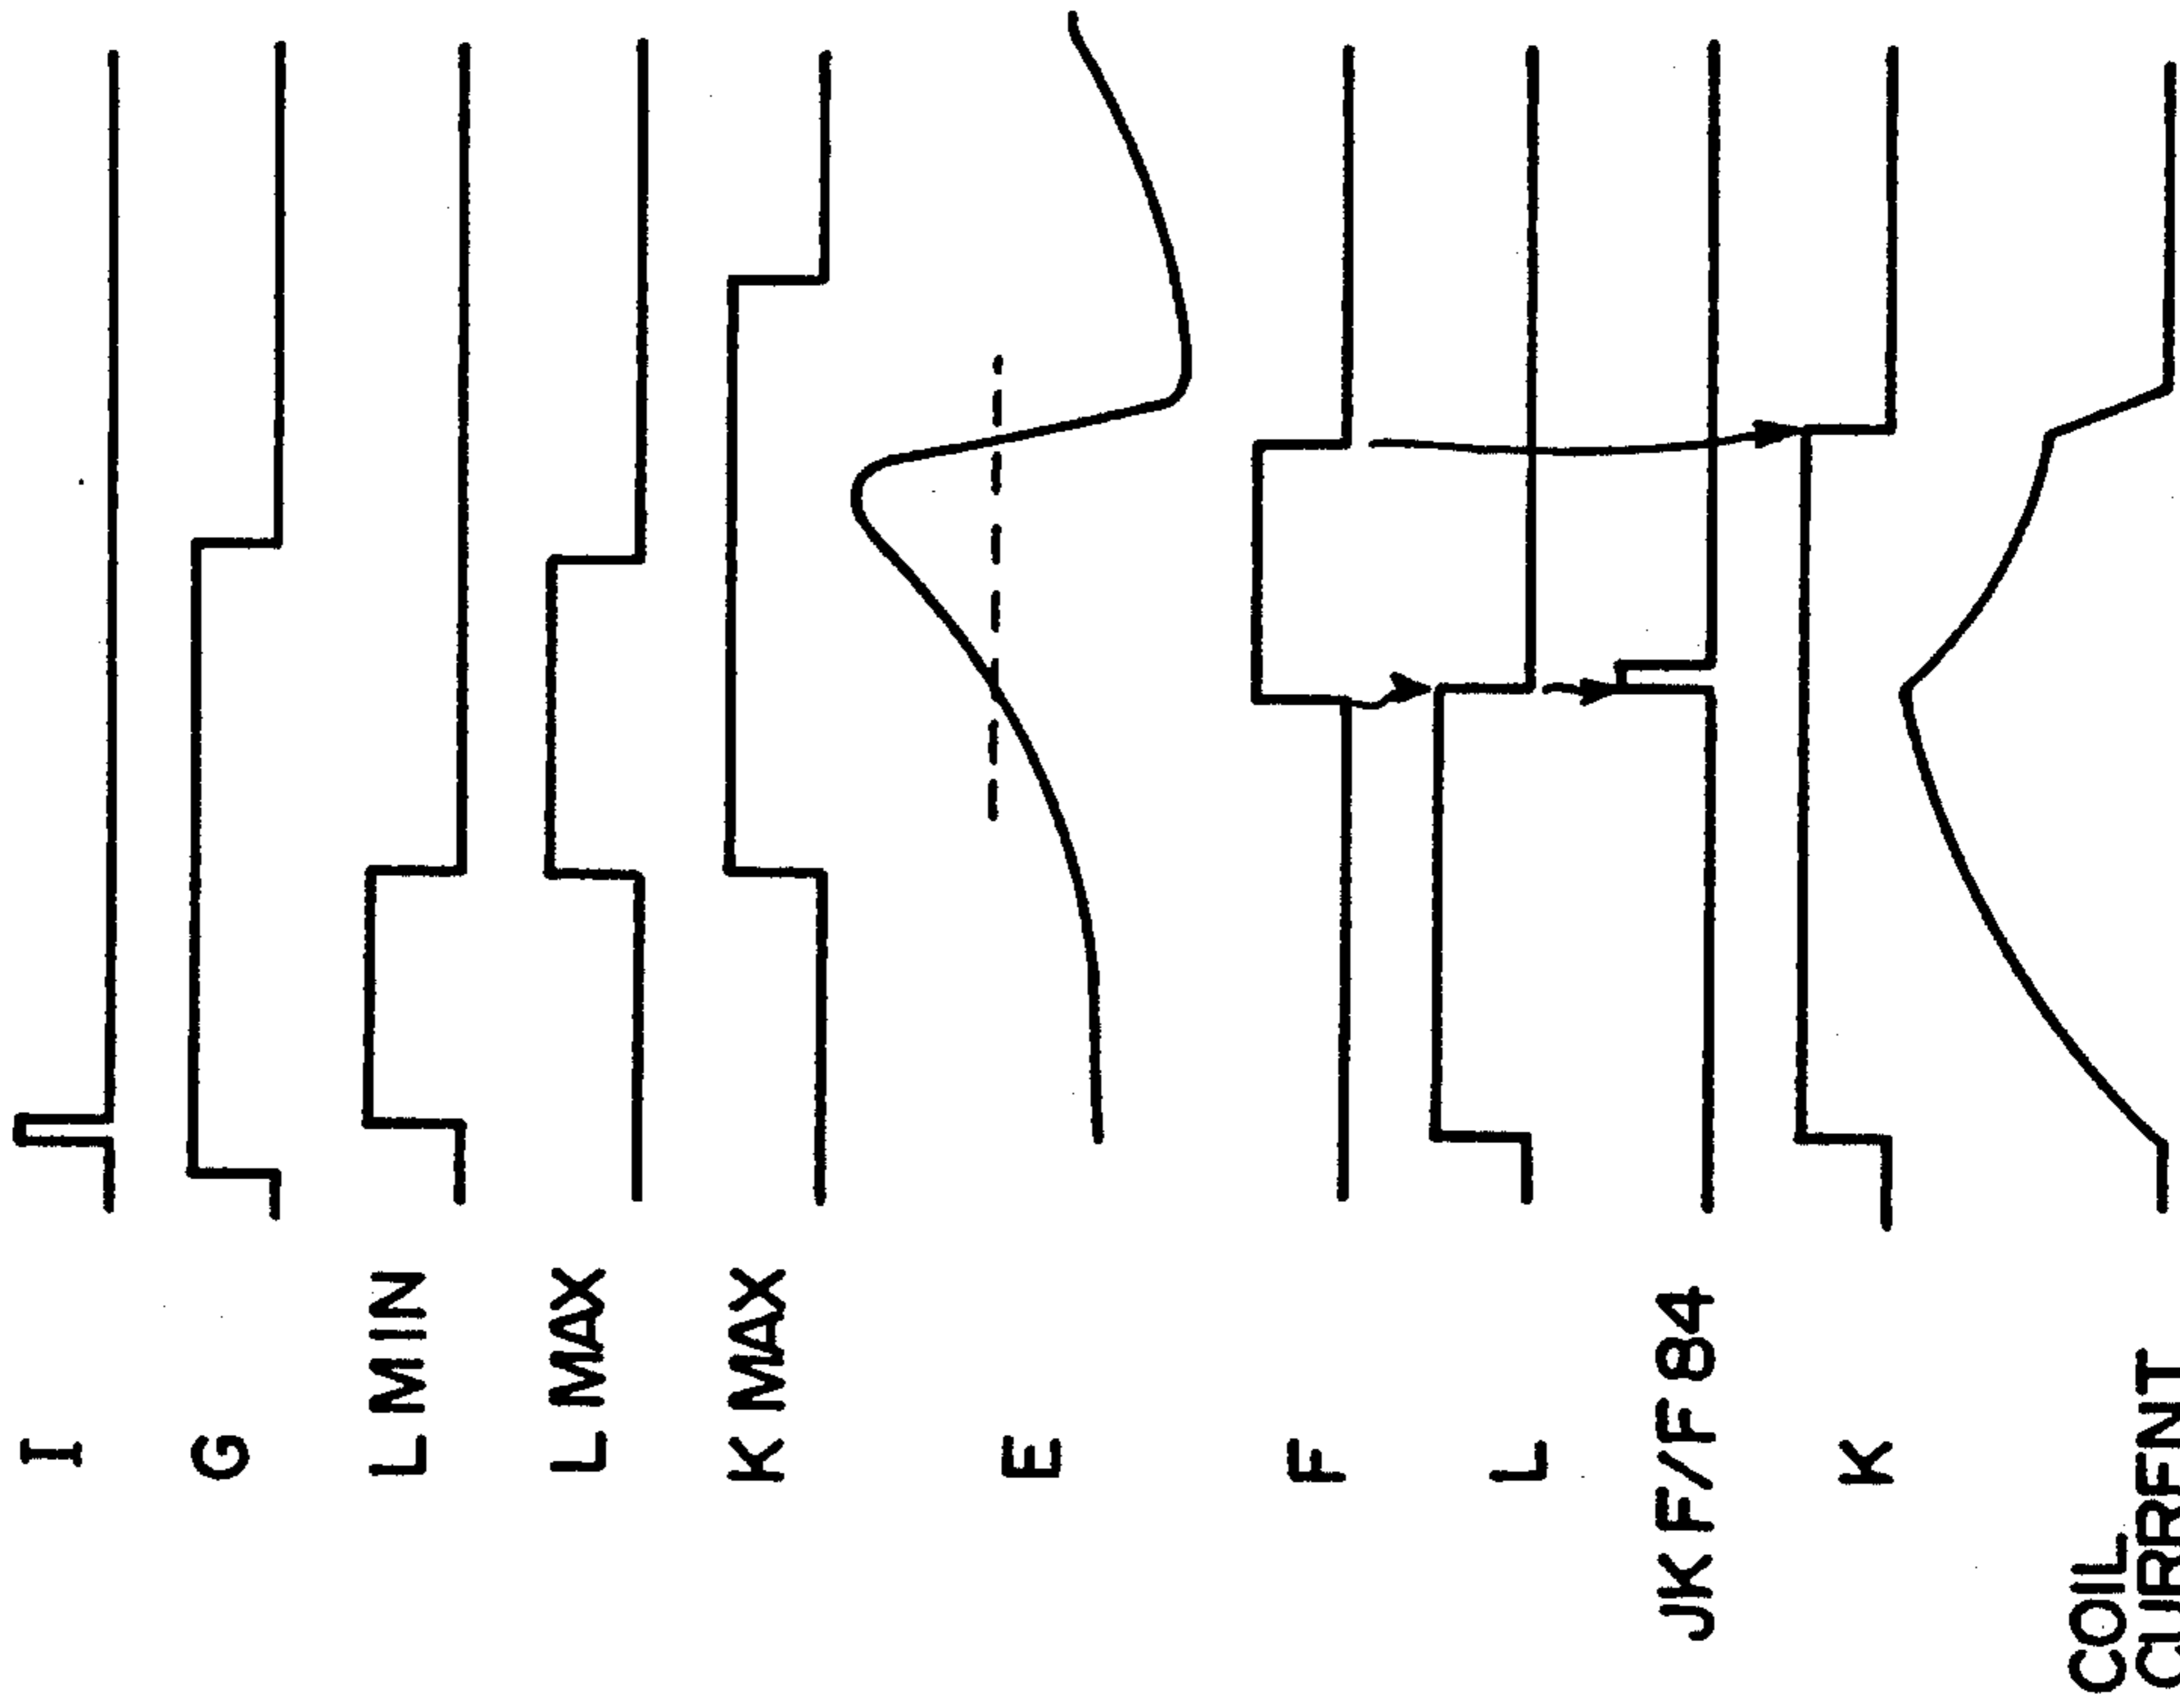 I
G
L MIN
L MAX
K MAX
E
F
L
JK F/F 84
K
COIL
CURRENT